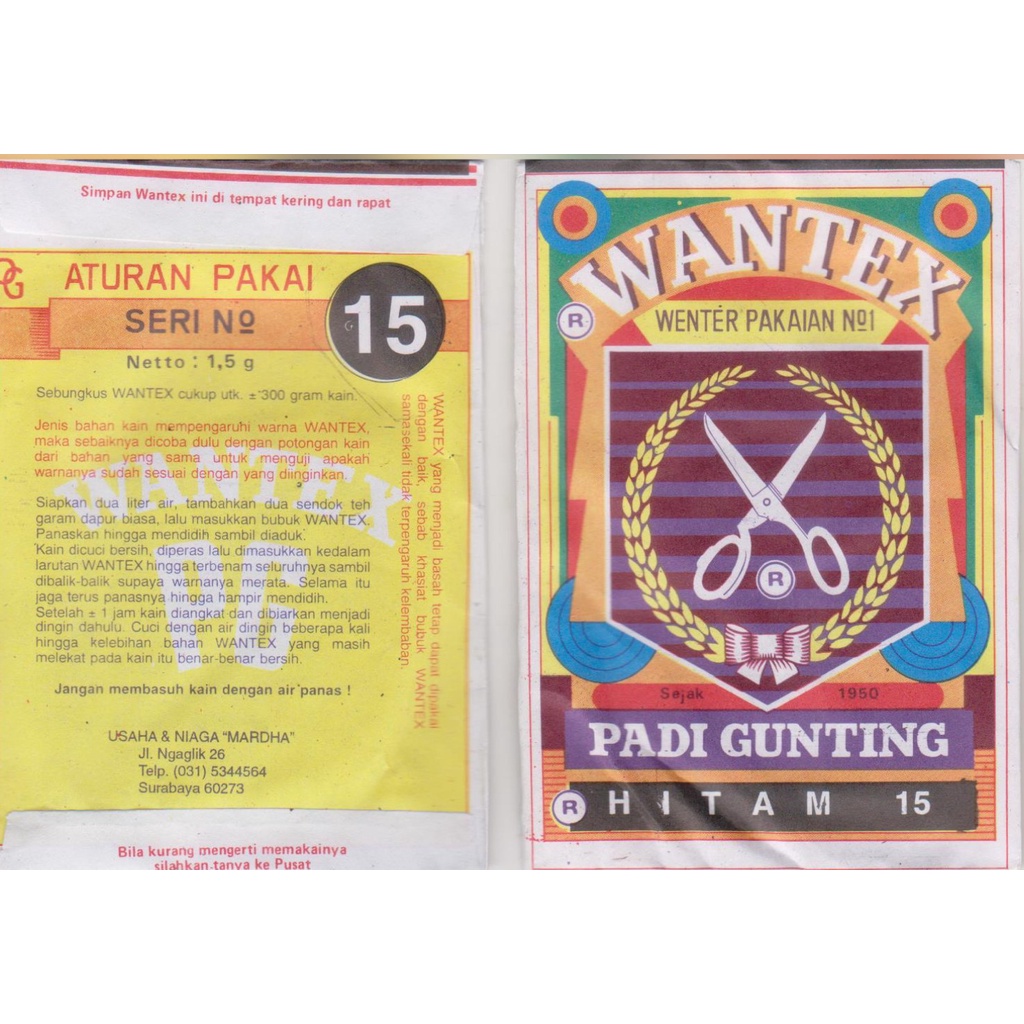 Simpan Wantex ini di tempat kering dan rapat
PG
ATURAN PAKAI
SERI Nº
15
Netto : 1,5 g
Sebungkus WANTEX cukup utk. ± 300 gram kain.
Jenis bahan kain mempengaruhi warna WANTEX,
maka sebaiknya dicoba dulu dengan potongan kain
dari bahan yang sama untuk menguji apakah
warnanya sudah sesuai dengan yang diinginkan.
WANTEX
Siapkan dua liter air, tambahkan dua sendok teh
garam dapur biasa, lalu masukkan bubuk WANTEX.
Panaskan hingga mendidih sambil diaduk.
Kain dicuci bersih, diperas lalu dimasukkan kedalam
larutan WANTEX hingga terbenam seluruhnya sambil
dibalik-balik supaya warnanya merata. Selama itu
jaga terus panasnya hingga hampir mendidih.
Setelah ± 1 jam kain diangkat dan dibiarkan menjadi
dingin dahulu. Cuci dengan air dingin beberapa kali
hingga kelebihan bahan WANTEX yang masih
melekat pada kain itu benar-benar bersih.
Jangan membasuh kain dengan air panas !
USAHA & NIAGA "MARDHA"
Jl. Ngaglik 26
Telp. (031) 5344564
Surabaya 60273
WANTEX yang menjadi basah tetap dapat dipakai
dengan baik, sebab khasiat bubuk WANTEX
samasekali tidak terpengaruh kelembaban.
Bila kurang mengerti memakainya
silahkan tanya ke Pusat
WANTEX
R
WENTER PAKAIAN Nº1
R
Sejak 1950
PADI GUNTING
R
HITAM 15